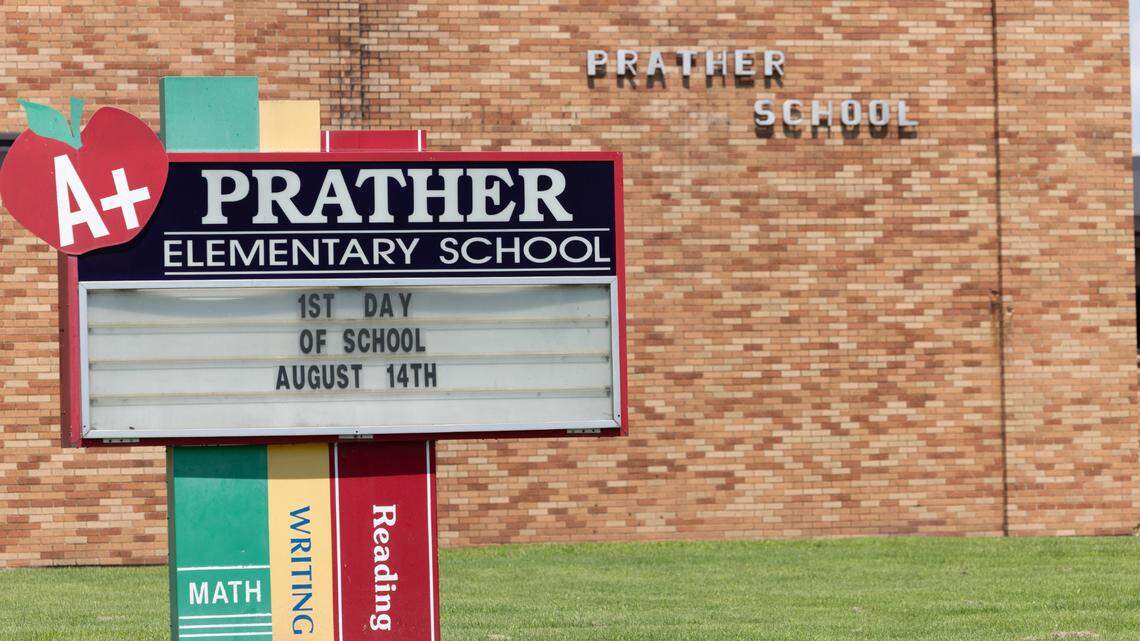 PRATHER
SCHOOL
A+
PRATHER
ELEMENTARY SCHOOL
1ST DAY
OF SCHOOL
AUGUST 14TH
MATH
WRITING
Reading